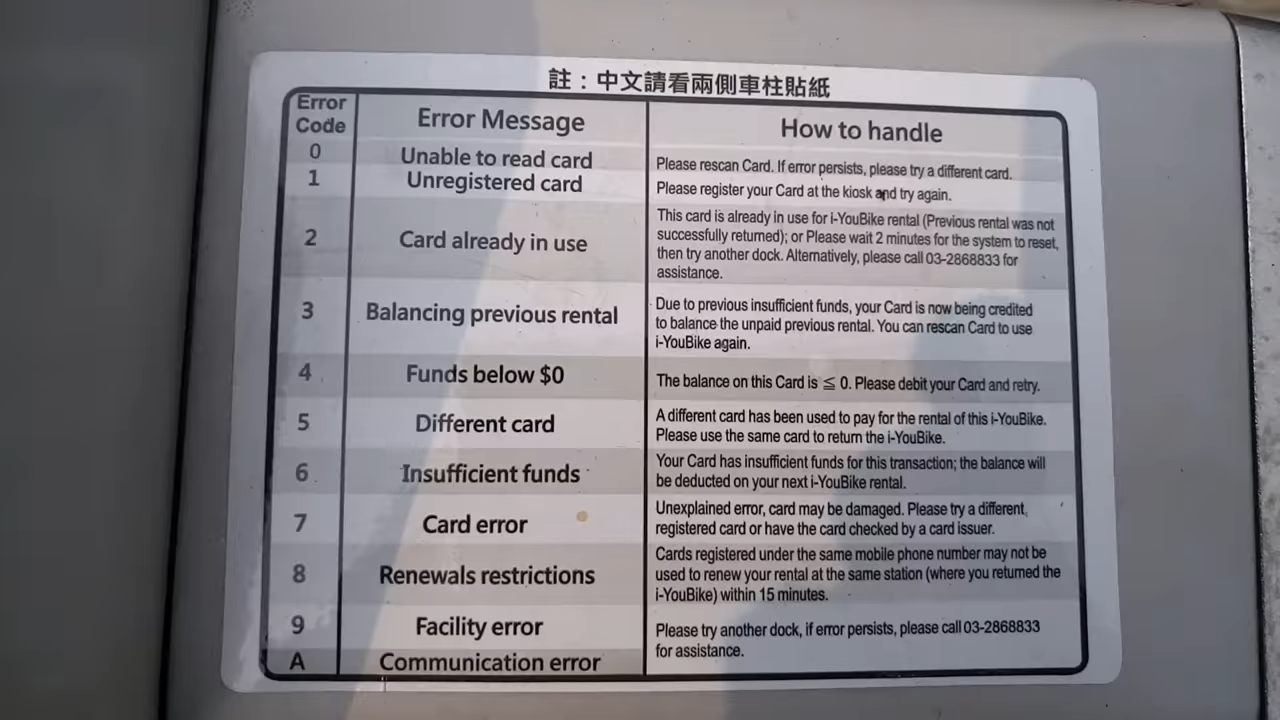 註：中文請看兩側車柱貼紙
Error Code Error Message How to handle
0 Unable to read card Please rescan Card. If error persists, please try a different card.
1 Unregistered card Please register your Card at the kiosk and try again.
2 Card already in use This card is already in use for i-YouBike rental (Previous rental was not
successfully returned); or Please wait 2 minutes for the system to reset,
then try another dock. Alternatively, please call 03-2868833 for
assistance.
3 Balancing previous rental Due to previous insufficient funds, your Card is now being credited
to balance the unpaid previous rental. You can rescan Card to use
i-YouBike again.
4 Funds below $0 The balance on this Card is ≦ 0. Please debit your Card and retry.
5 Different card A different card has been used to pay for the rental of this i-YouBike.
Please use the same card to return the i-YouBike.
6 Insufficient funds Your Card has insufficient funds for this transaction; the balance will
be deducted on your next i-YouBike rental.
7 Card error Unexplained error, card may be damaged. Please try a different,
registered card or have the card checked by a card issuer.
8 Renewals restrictions Cards registered under the same mobile phone number may not be
used to renew your rental at the same station (where you returned the
i-YouBike) within 15 minutes.
9 Facility error Please try another dock, if error persists, please call 03-2868833
for assistance.
A Communication error